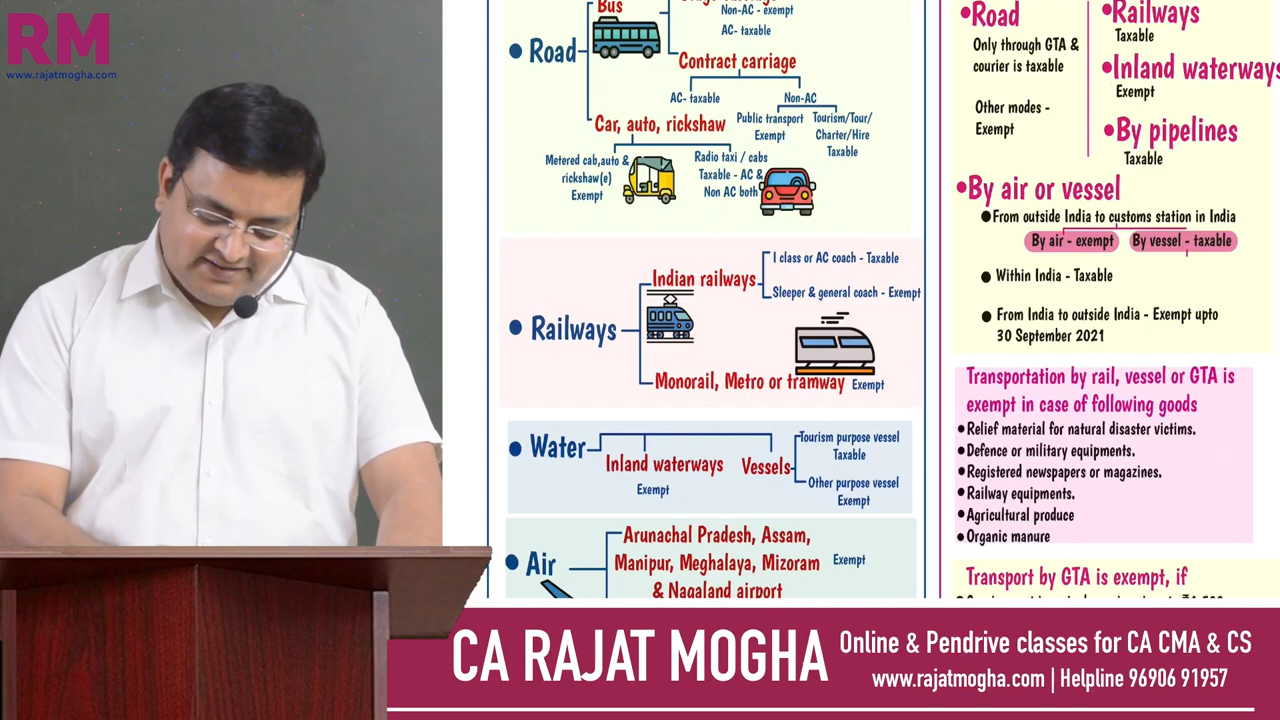 RM
www.rajatmogha.com
Bus
Non-AC - exempt
AC- taxable
• Road
Contract carriage
AC- taxable
Non-AC
Public transport
Exempt
Tourism/Tour/
Charter/Hire
Taxable
Car, auto, rickshaw
Metered cab,auto &
rickshaw(e)
Exempt
Radio taxi / cabs
Taxable - AC &
Non AC both
• Railways
Indian railways
I class or AC coach - Taxable
Sleeper & general coach - Exempt
Monorail, Metro or tramway Exempt
• Water
Inland waterways
Exempt
Vessels
Tourism purpose vessel
Taxable
Other purpose vessel
Exempt
• Air
Arunachal Pradesh, Assam,
Manipur, Meghalaya, Mizoram
& Nagaland airport
Exempt
•Road
Only through GTA &
courier is taxable
Other modes -
Exempt
•Railways
Taxable
•Inland waterways
Exempt
•By pipelines
Taxable
•By air or vessel
●From outside India to customs station in India
By air - exempt
By vessel - taxable
● Within India - Taxable
● From India to outside India - Exempt upto
30 September 2021
Transportation by rail, vessel or GTA is
exempt in case of following goods
•Relief material for natural disaster victims.
•Defence or military equipments.
•Registered newspapers or magazines.
•Railway equipments.
•Agricultural produce
•Organic manure
Transport by GTA is exempt, if
CA RAJAT MOGHA
Online & Pendrive classes for CA CMA & CS
www.rajatmogha.com | Helpline 96906 91957